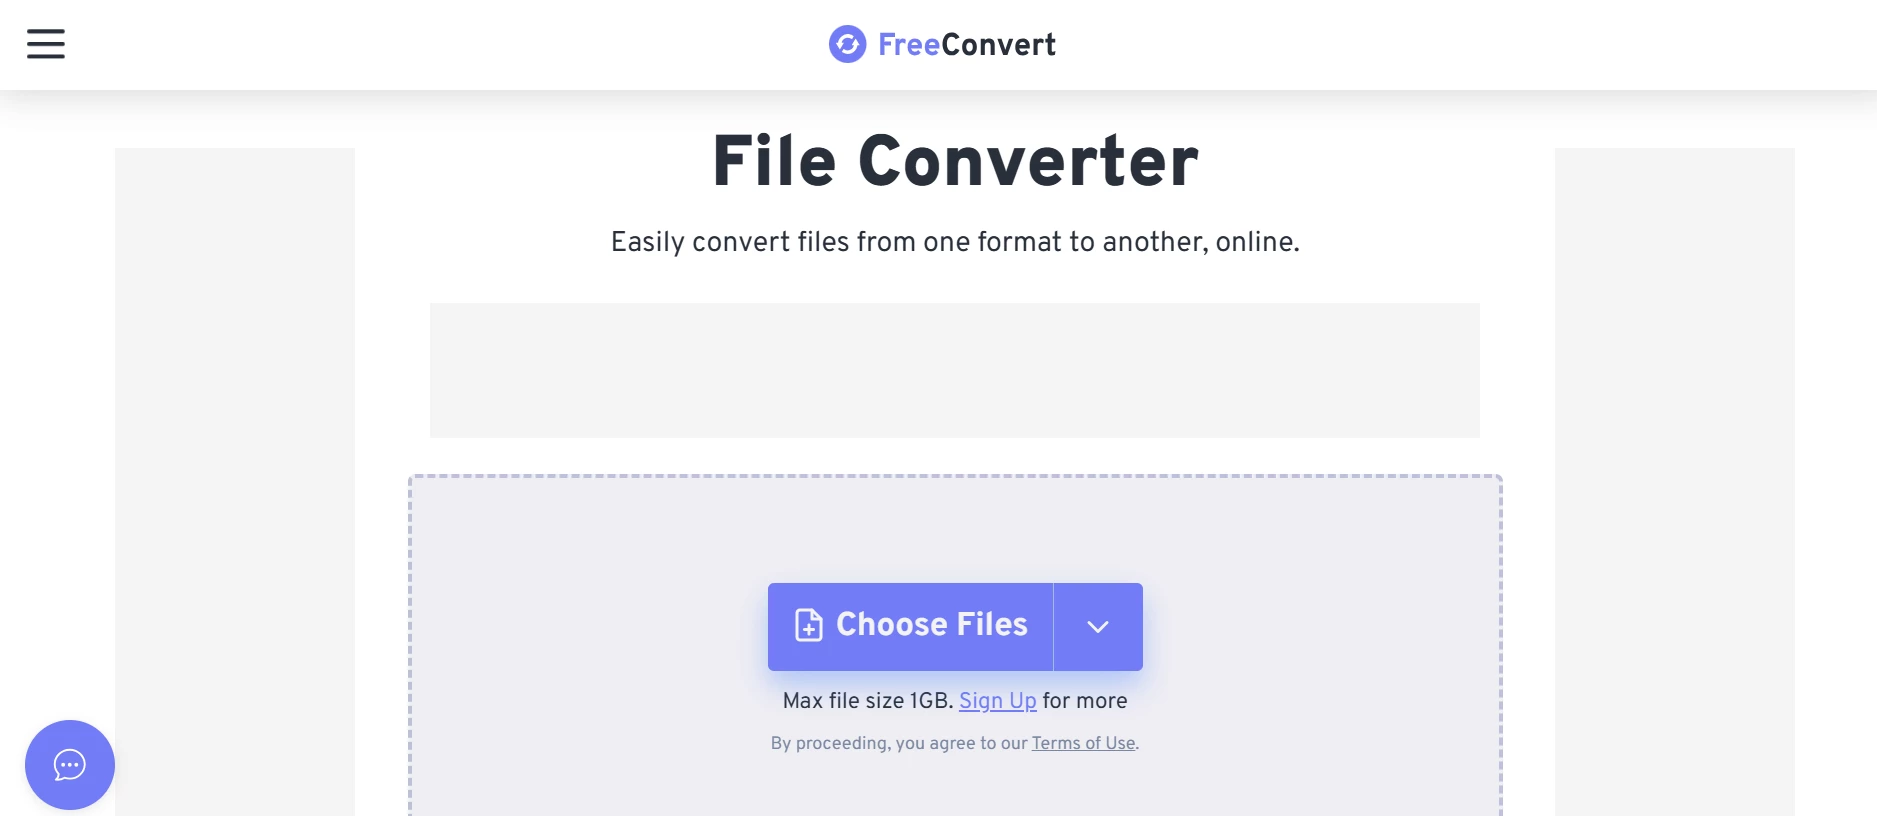 FreeConvert
File Converter
Easily convert files from one format to another, online.
Choose Files
Max file size 1GB. Sign Up for more
By proceeding, you agree to our Terms of Use.